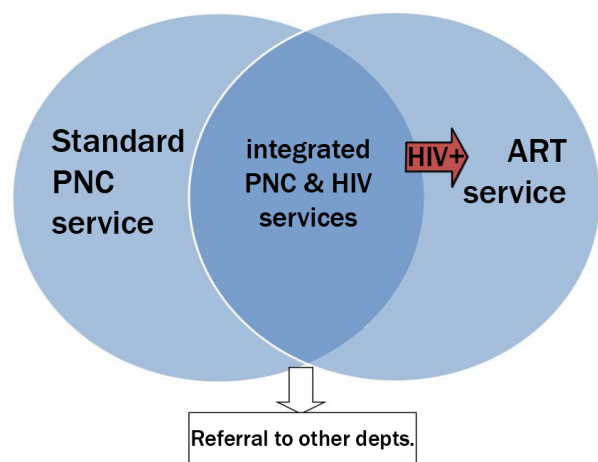 Standard
PNC
service
integrated
PNC & HIV
services
HIV+
ART
service
Referral to other depts.